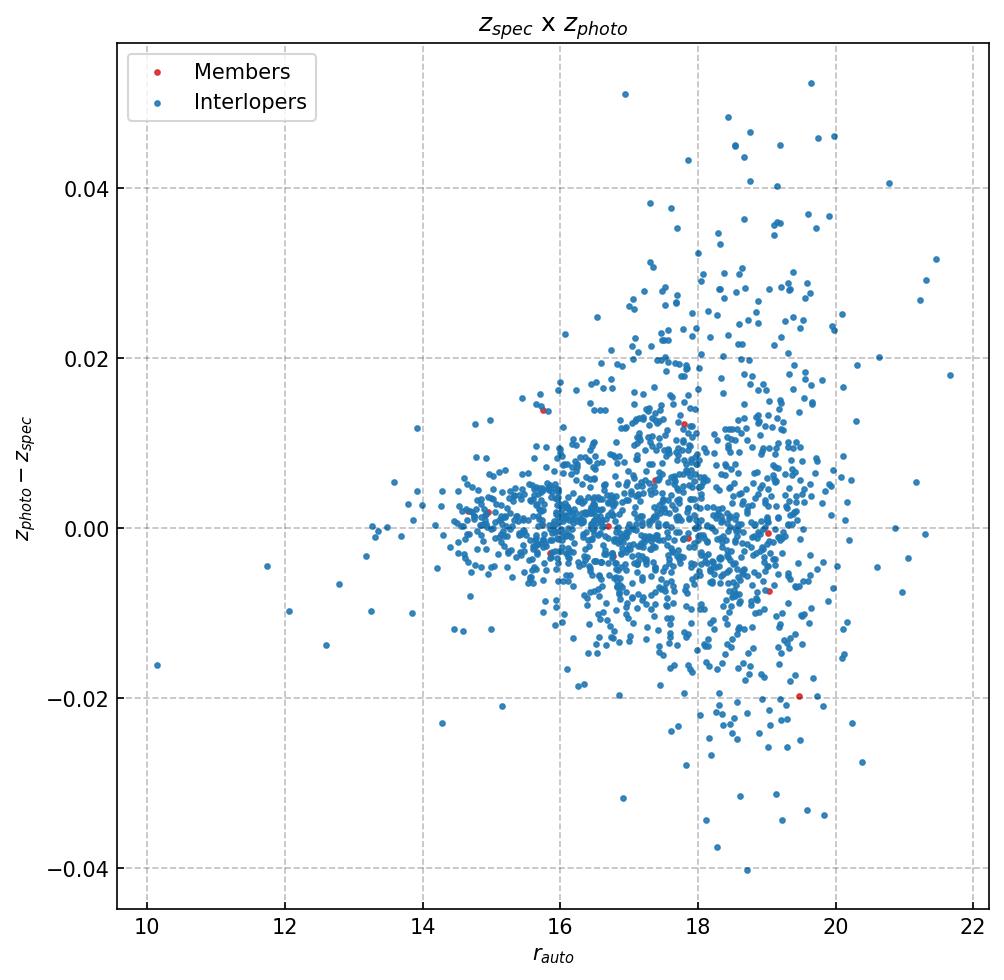 z_spec x z_photo
Members
Interlopers
z_photo − z_spec
0.04
0.02
0.00
−0.02
−0.04
10 12 14 16 18 20 22
r_auto